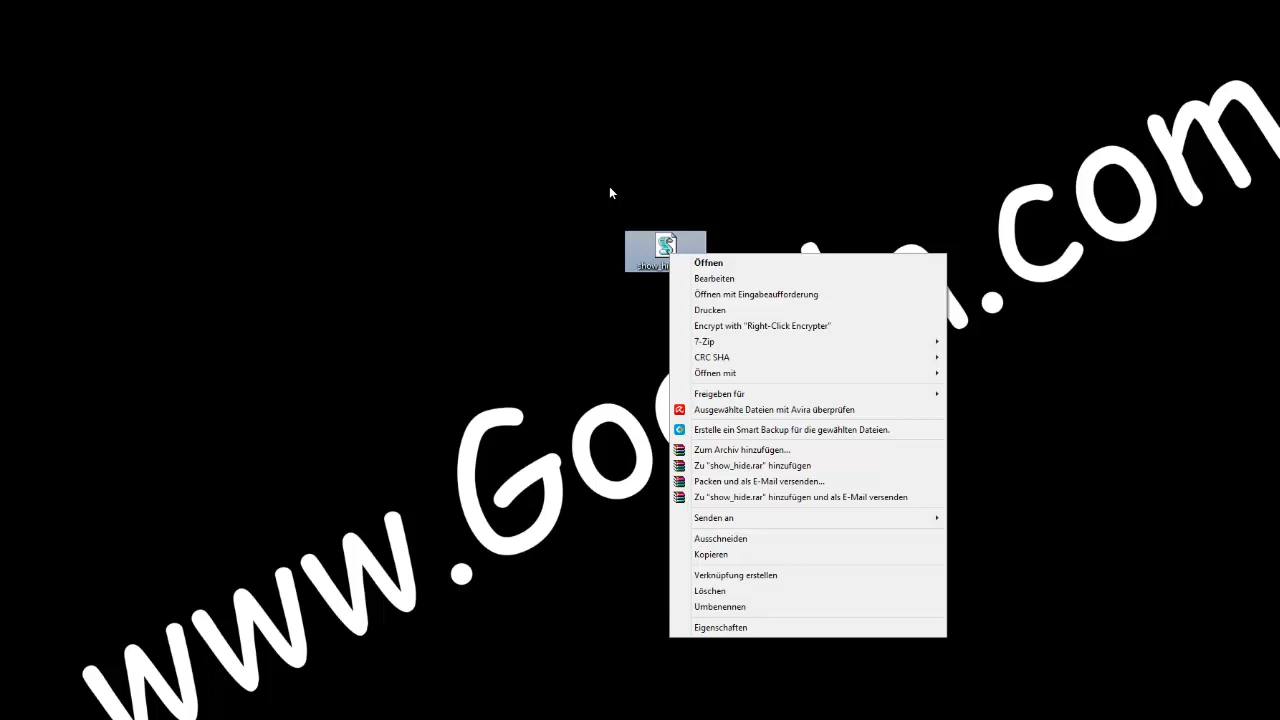 Öffnen
Bearbeiten
Öffnen mit Eingabeaufforderung
Drucken
Encrypt with "Right-Click Encrypter"
7-Zip
CRC SHA
Öffnen mit
Freigeben für
Ausgewählte Dateien mit Avira überprüfen
Erstelle ein Smart Backup für die gewählten Dateien.
Zum Archiv hinzufügen...
Zu "show_hide.rar" hinzufügen
Packen und als E-Mail versenden...
Zu "show_hide.rar" hinzufügen und als E-Mail versenden
Senden an
Ausschneiden
Kopieren
Verknüpfung erstellen
Löschen
Umbenennen
Eigenschaften